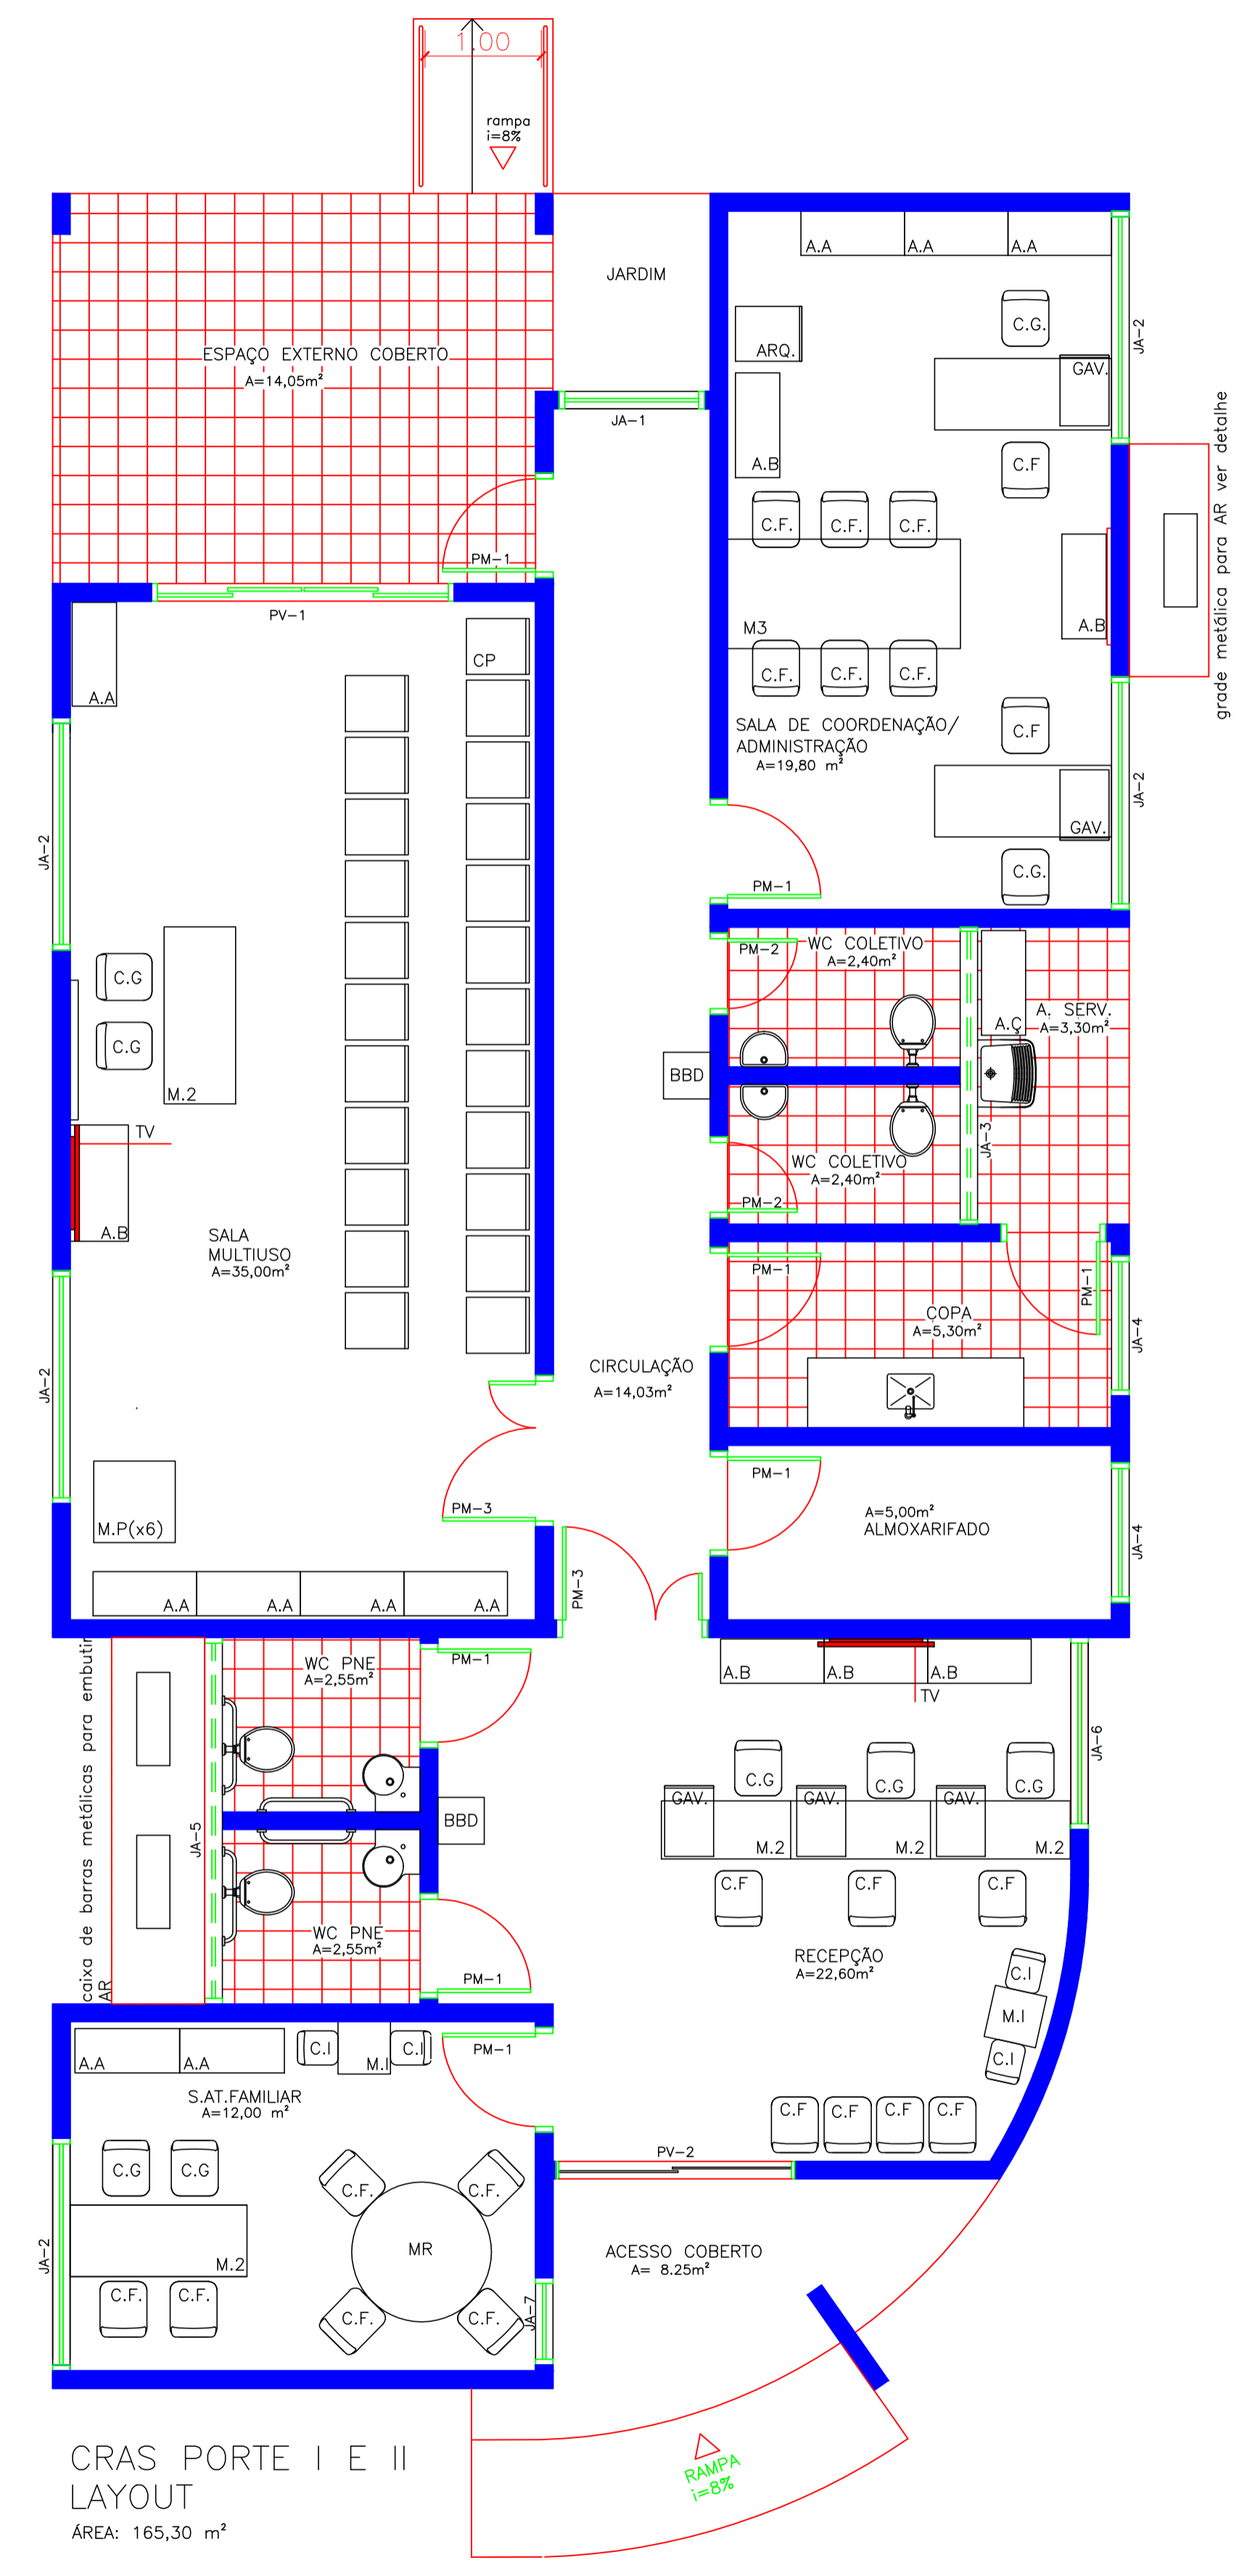 1.00
rampa
i=8%
JARDIM
A.A
A.A
A.A
C.G.
JA-2
ESPAÇO EXTERNO COBERTO
A=14,05m²
ARQ.
GAV.
JA-1
A.B
C.F
grade metálica para AR ver detalhe
C.F.
C.F.
C.F.
PM-1
PV-1
M3
A.B
CP
C.F.
C.F.
C.F.
A.A
SALA DE COORDENAÇÃO/
ADMINISTRAÇÃO
A=19,80 m²
C.F
JA-2
GAV.
JA-2
C.G.
PM-1
WC COLETIVO
A=2,40m²
PM-2
C.G
C.G
M.2
A. SERV.
A=3,30m²
A.Ç
BBD
TV
JA-3
WC COLETIVO
A=2,40m²
PM-2
A.B
SALA
MULTIUSO
A=35,00m²
PM-1
PM-1
COPA
A=5,30m²
JA-4
JA-2
CIRCULAÇÃO
A=14,03m²
PM-1
M.P(x6)
PM-3
A=5,00m²
ALMOXARIFADO
JA-4
PM-3
A.A
A.A
A.A
A.A
caixa de barras metálicas para embutir
AR
WC PNE
A=2,55m²
PM-1
A.B
A.B
A.B
TV
JA-6
C.G
C.G
C.G
GAV.
GAV.
GAV.
BBD
M.2
M.2
M.2
JA-5
C.F
C.F
C.F
WC PNE
A=2,55m²
RECEPÇÃO
A=22,60m²
C.I
PM-1
M.I
C.I
A.A
A.A
C.I
M.I
C.I
PM-1
S.AT.FAMILIAR
A=12,00 m²
C.F
C.F
C.F
C.F
PV-2
C.G
C.G
C.F.
C.F.
JA-2
M.2
MR
ACESSO COBERTO
A= 8.25m²
C.F.
C.F.
C.F.
C.F.
JA-7
CRAS PORTE I E II
LAYOUT
ÁREA: 165,30 m²
RAMPA
i=8%